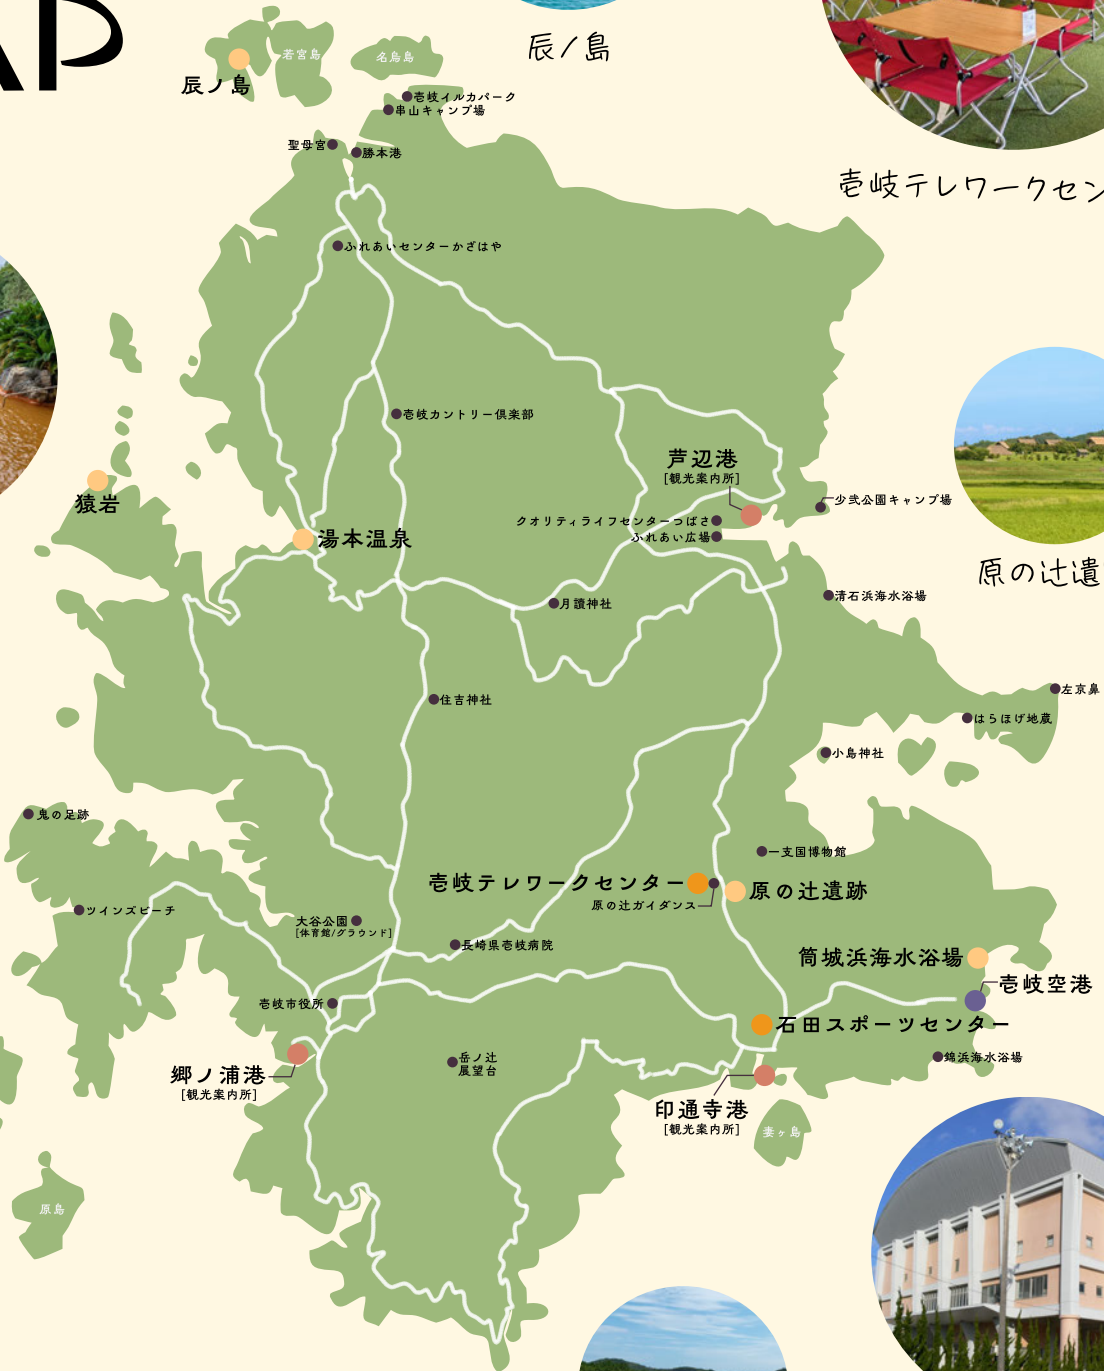 AP
辰ノ島
若宮島
名烏島
辰ノ島
壱岐イルカパーク
串山キャンプ場
聖母宮
勝本港
壱岐テレワークセン
ふれあいセンターかざはや
壱岐カントリー倶楽部
芦辺港
[観光案内所]
猿岩
少弐公園キャンプ場
クオリティライフセンターつばさ
ふれあい広場
湯本温泉
原の辻遺
清石浜海水浴場
月讀神社
住吉神社
左京鼻
はらほげ地蔵
小島神社
鬼の足跡
一支国博物館
壱岐テレワークセンター
原の辻遺跡
原の辻ガイダンス
ツインズビーチ
大谷公園
[体育館/グラウンド]
長崎県壱岐病院
筒城浜海水浴場
壱岐空港
壱岐市役所
石田スポーツセンター
岳ノ辻
展望台
錦浜海水浴場
郷ノ浦港
[観光案内所]
印通寺港
[観光案内所]
妻ヶ島
原島